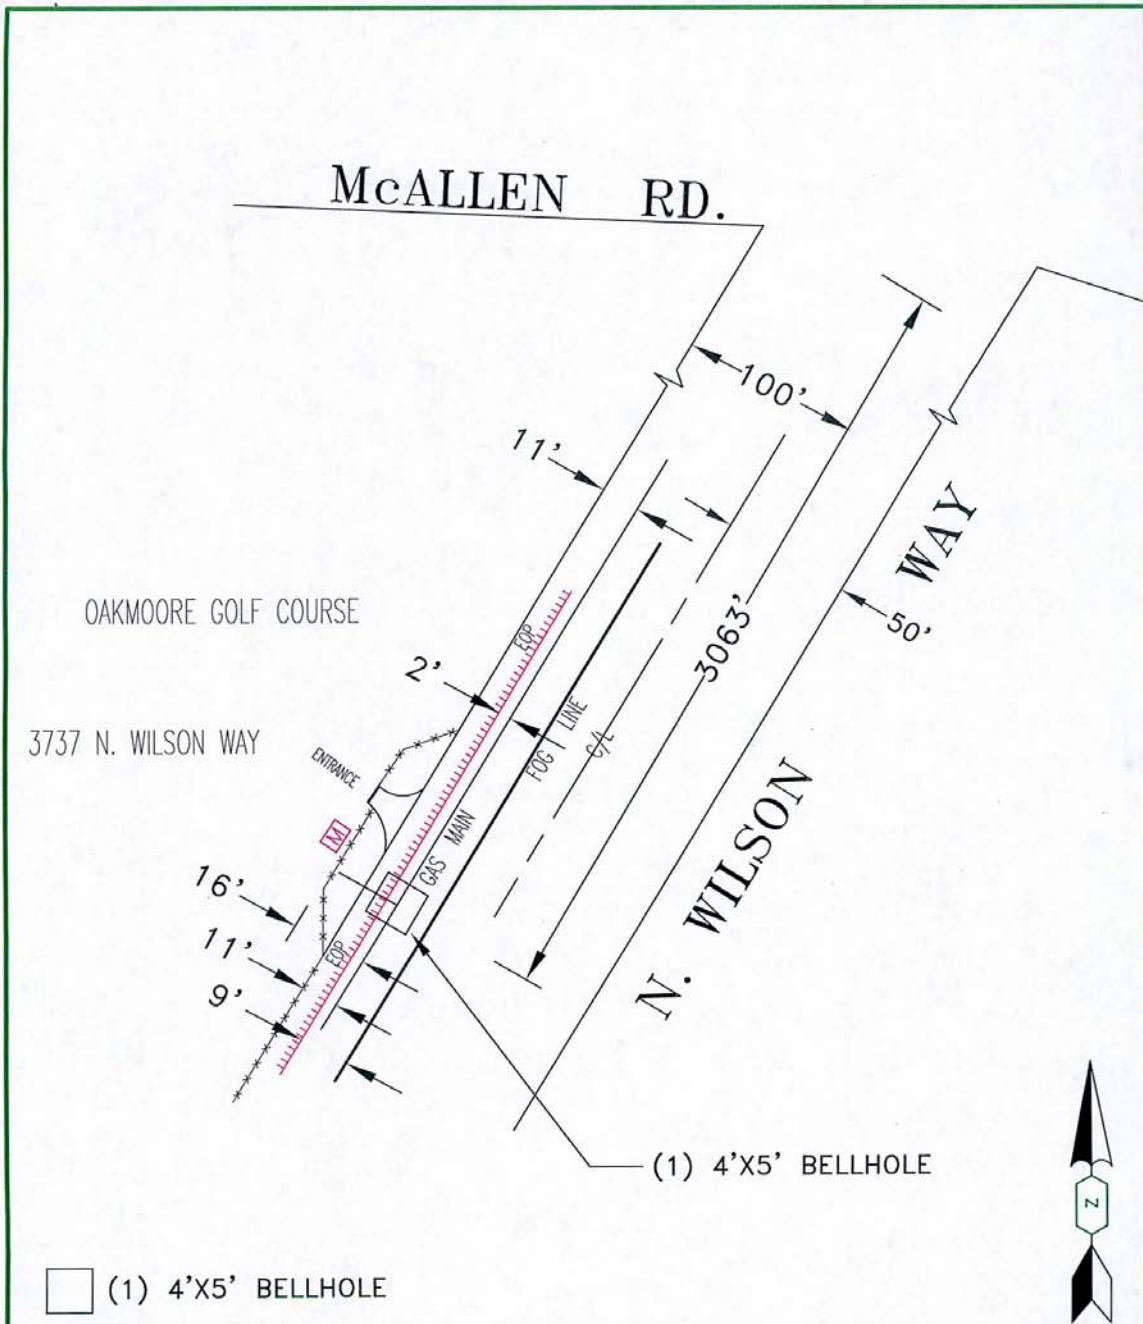 McALLEN RD.
100'
11'
3063'
WAY
50'
OAKMOORE GOLF COURSE
EOP
2'
FOG LINE
C/L
3737 N. WILSON WAY
ENTRANCE
M
GAS MAIN
N. WILSON
16'
11'
EOP
9'
(1) 4'X5' BELLHOLE
Z
(1) 4'X5' BELLHOLE